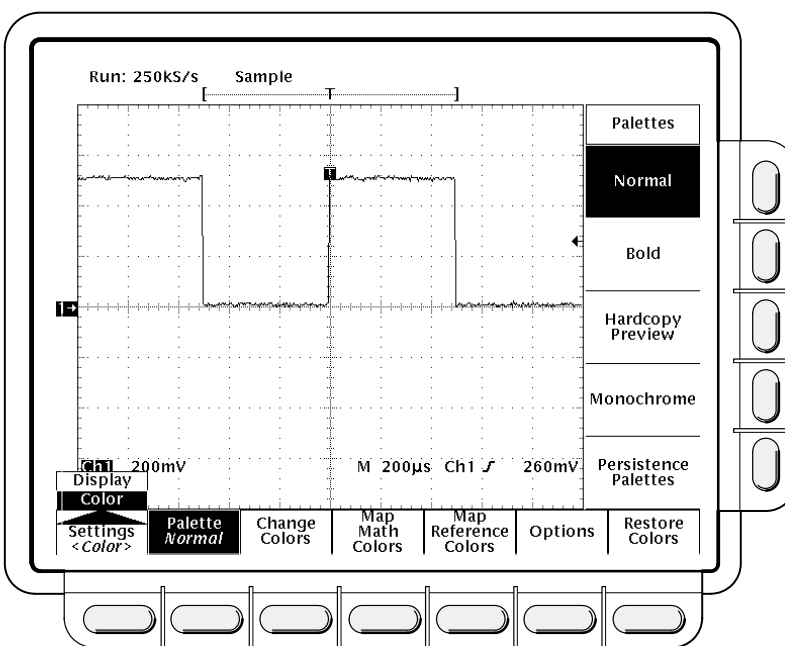 Run: 250kS/s Sample
[ T ]
Palettes
Normal
Bold
Hardcopy
Preview
Monochrome
Persistence
Palettes
T
1→
Ch1 200mV M 200µs Ch1 260mV
Display
Color
Settings
<Color>
Palette
Normal
Change
Colors
Map
Math
Colors
Map
Reference
Colors
Options
Restore
Colors